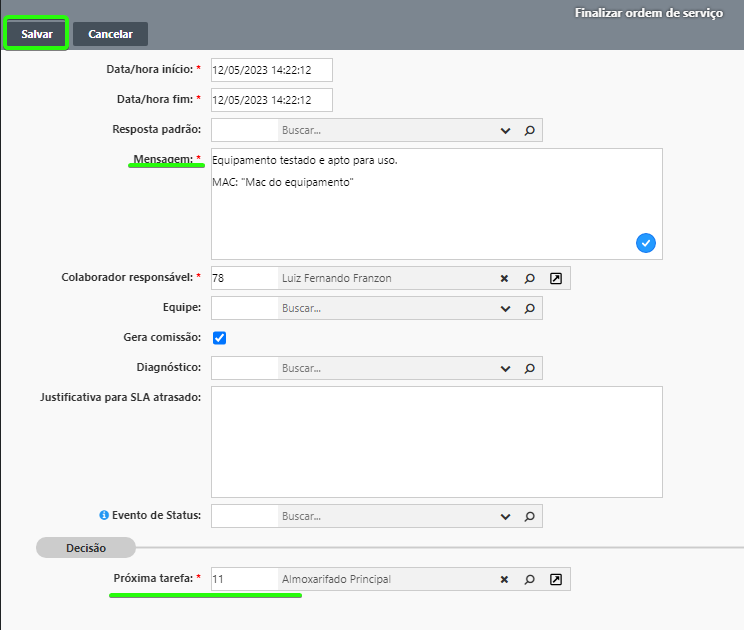 Finalizar ordem de serviço
Salvar Cancelar
Data/hora início: * 12/05/2023 14:22:12
Data/hora fim: * 12/05/2023 14:22:12
Resposta padrão: Buscar...
Mensagem: * Equipamento testado e apto para uso.
MAC: "Mac do equipamento"
Colaborador responsável: * 78 Luiz Fernando Franzon
Equipe: Buscar...
Gera comissão:
Diagnóstico: Buscar...
Justificativa para SLA atrasado:
Evento de Status: Buscar...
Decisão
Próxima tarefa: * 11 Almoxarifado Principal